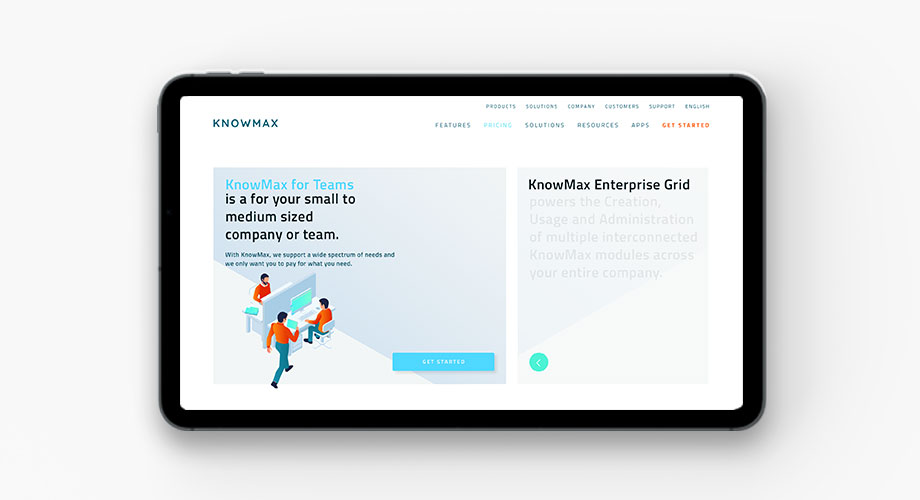 PRODUCTS SOLUTIONS COMPANY CUSTOMERS SUPPORT ENGLISH
KNOWMAX
FEATURES PRICING SOLUTIONS RESOURCES APPS GET STARTED
KnowMax for Teams
is a for your small to
medium sized
company or team.
With KnowMax, we support a wide spectrum of needs and
we only want you to pay for what you need.
GET STARTED
KnowMax Enterprise Grid
powers the Creation,
Usage and Administration
of multiple interconnected
KnowMax modules across
your entire company.